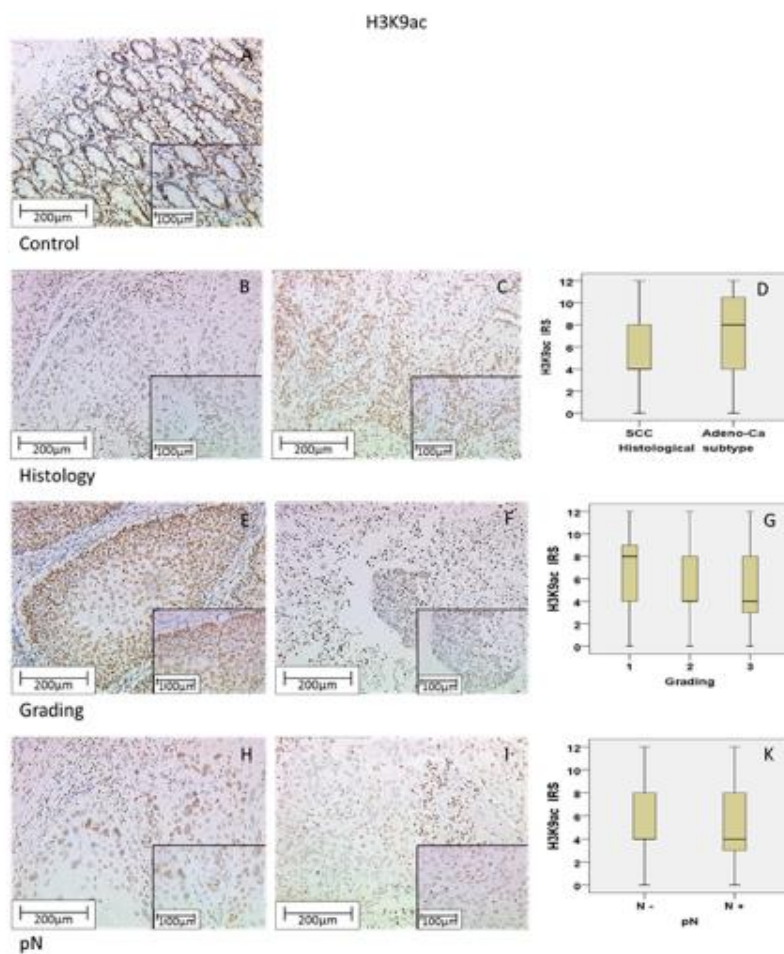 H3K9ac
A
200µm
100µm
Control
B
200µm
100µm
C
200µm
100µm
D
H3K9ac IRS
12
10
8
6
4
2
0
SCC Adeno-Ca
Histological subtype
Histology
E
200µm
100µm
F
200µm
100µm
G
H3K9ac IRS
12
10
8
6
4
2
0
1 2 3
Grading
Grading
H
200µm
100µm
I
200µm
100µm
K
H3K9ac IRS
12
10
8
6
4
2
0
N - N +
pN
pN